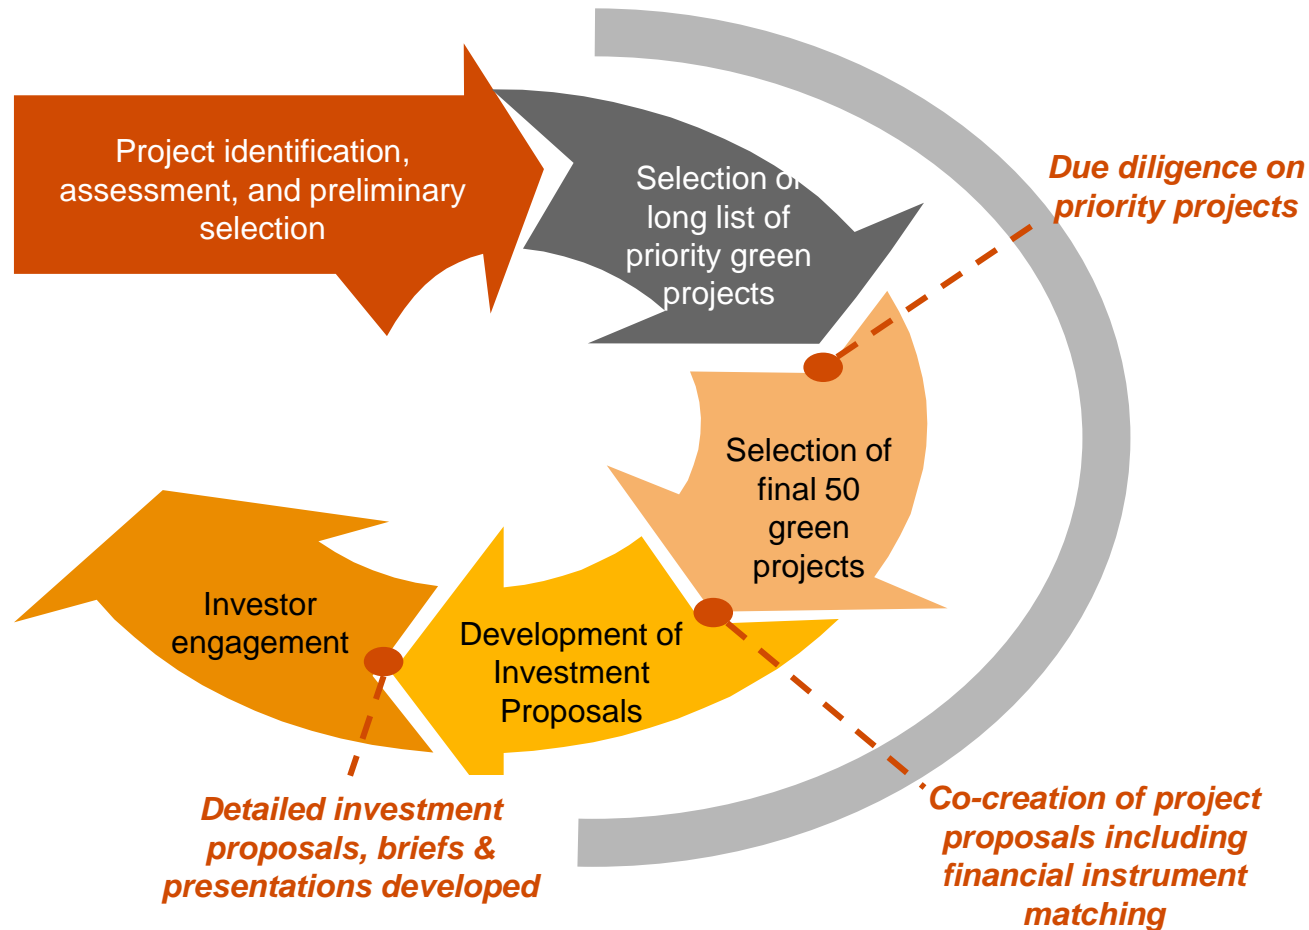 Project identification,
assessment, and preliminary
selection
Selection of
long list of
priority green
projects
Due diligence on
priority projects
Selection of
final 50
green
projects
Co-creation of project
proposals including
financial instrument
matching
Development of
Investment
Proposals
Detailed investment
proposals, briefs &
presentations developed
Investor
engagement